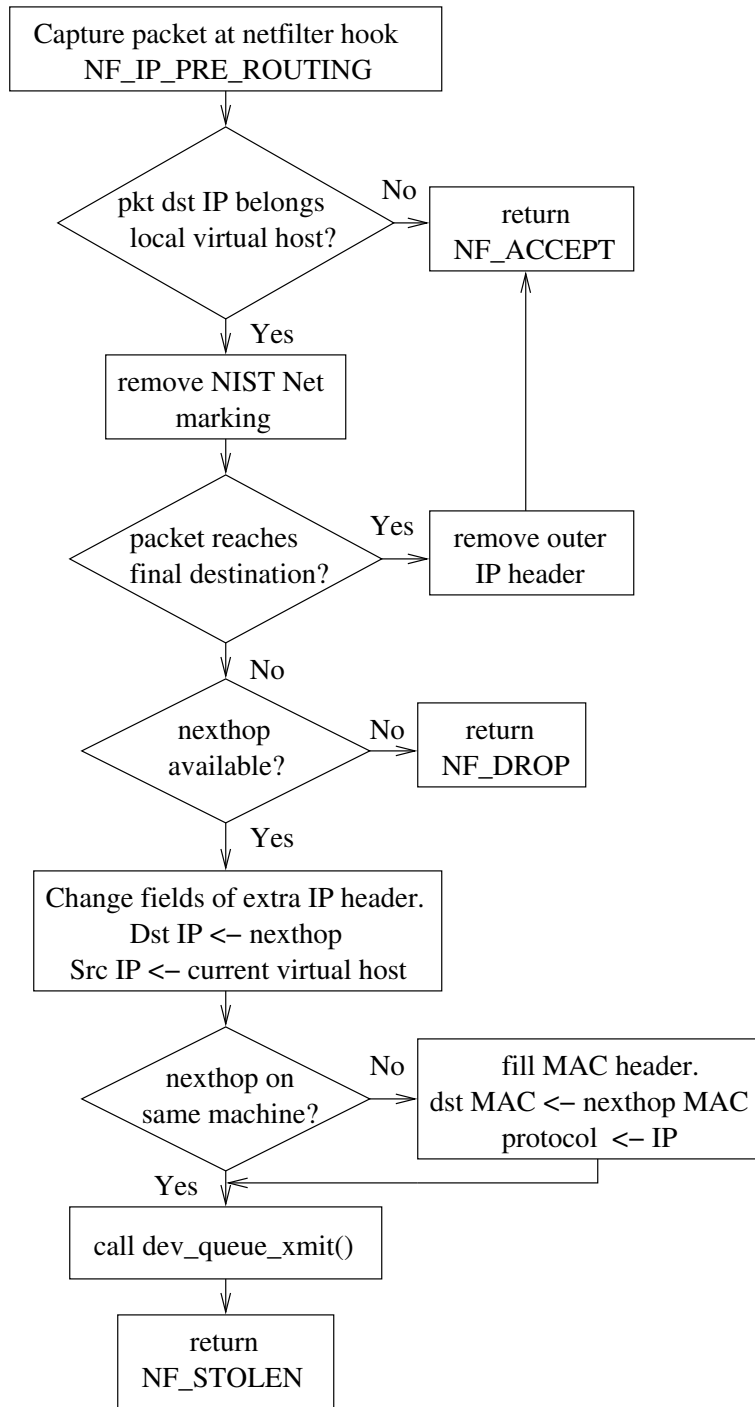 Capture packet at netfilter hook
NF_IP_PRE_ROUTING
pkt dst IP belongs
local virtual host?
No
return
NF_ACCEPT
Yes
remove NIST Net
marking
packet reaches
final destination?
Yes
remove outer
IP header
No
nexthop
available?
No
return
NF_DROP
Yes
Change fields of extra IP header.
Dst IP <− nexthop
Src IP <− current virtual host
nexthop on
same machine?
No
fill MAC header.
dst MAC <− nexthop MAC
protocol <− IP
Yes
call dev_queue_xmit()
return
NF_STOLEN